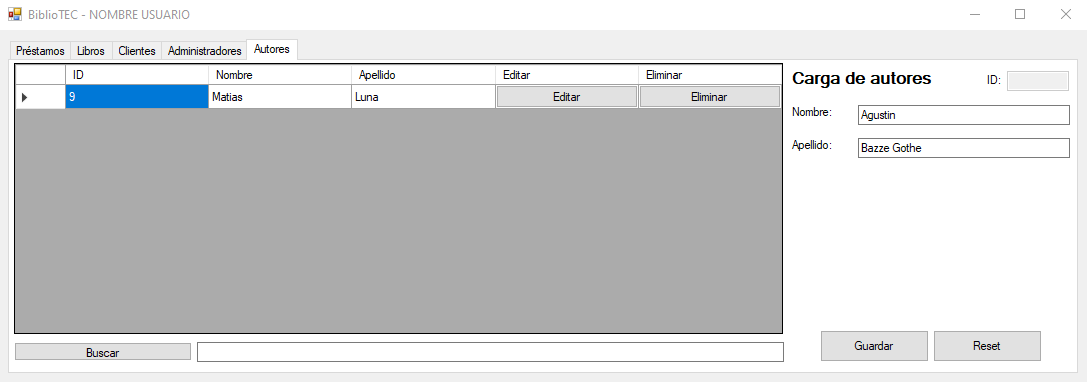 BiblioTEC - NOMBRE USUARIO
Préstamos Libros Clientes Administradores Autores
ID Nombre Apellido Editar Eliminar
9 Matias Luna Editar Eliminar
Carga de autores ID:
Nombre: Agustin
Apellido: Bazze Gothe
Buscar
Guardar Reset